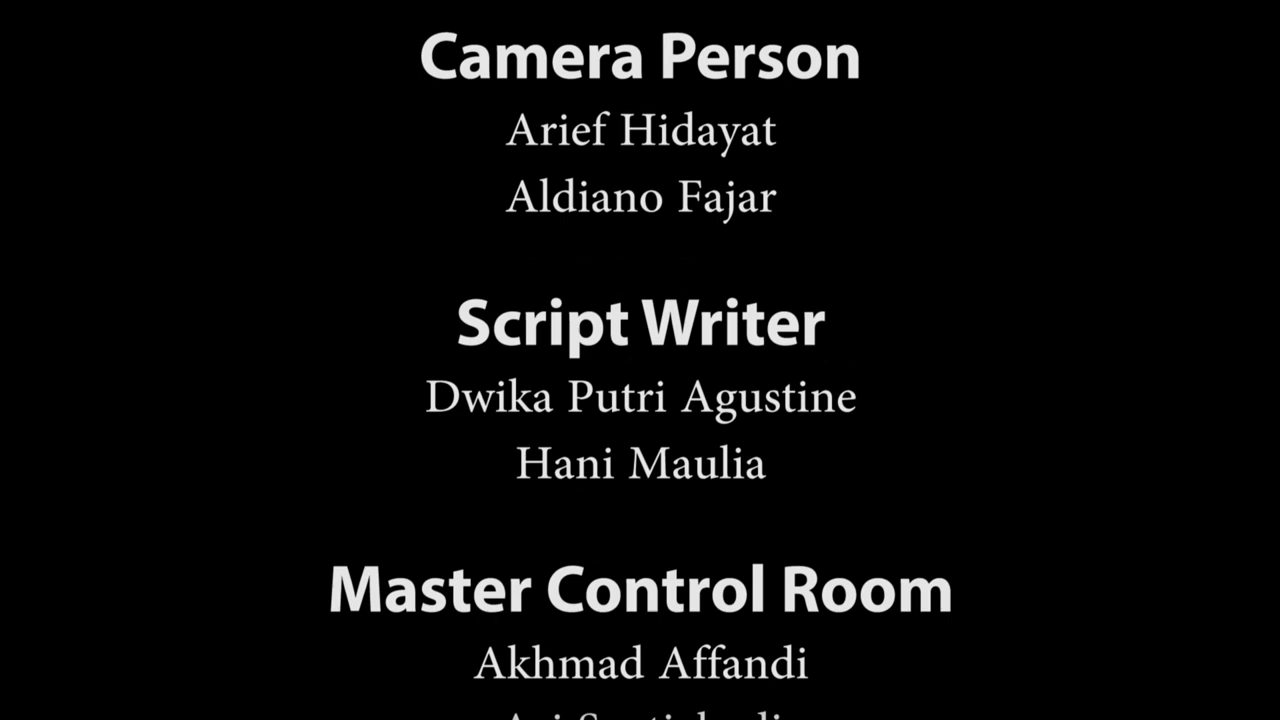 Camera Person
Arief Hidayat
Aldiano Fajar
Script Writer
Dwika Putri Agustine
Hani Maulia
Master Control Room
Akhmad Affandi